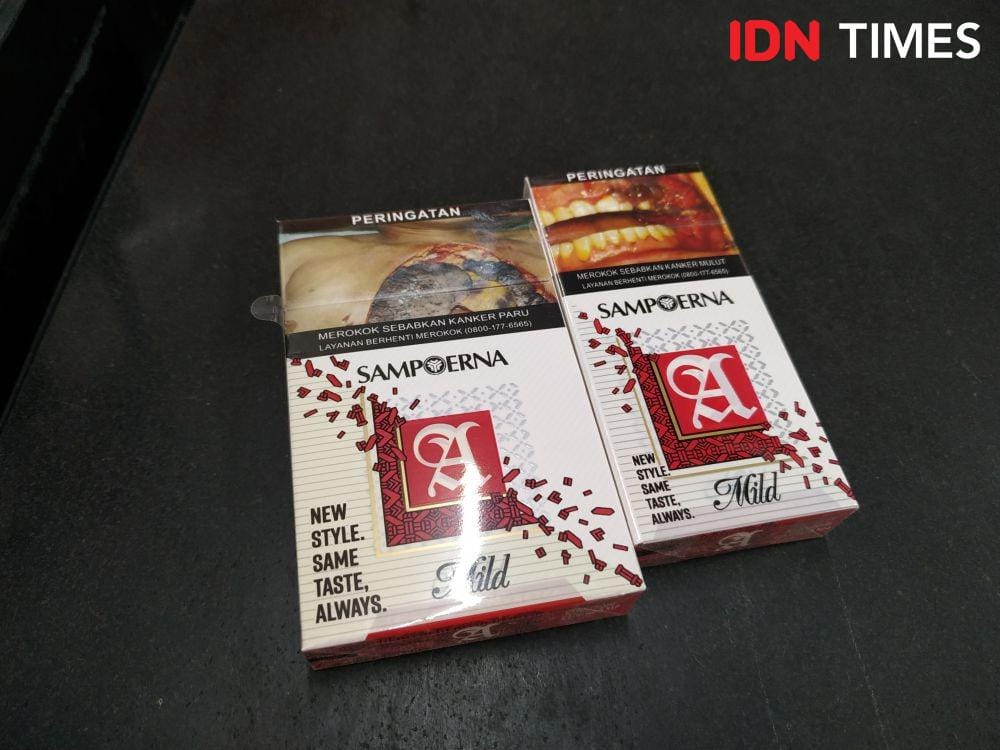 IDN TIMES
PERINGATAN
MEROKOK SEBABKAN KANKER PARU
LAYANAN BERHENTI MEROKOK (0800-177-6565)
SAMPOERNA
A
NEW
STYLE.
SAME
TASTE,
ALWAYS.
Mild
A
PERINGATAN
MEROKOK SEBABKAN KANKER MULUT
LAYANAN BERHENTI MEROKOK (0800-177-6565)
SAMPOERNA
A
NEW
STYLE.
SAME
TASTE,
ALWAYS.
Mild